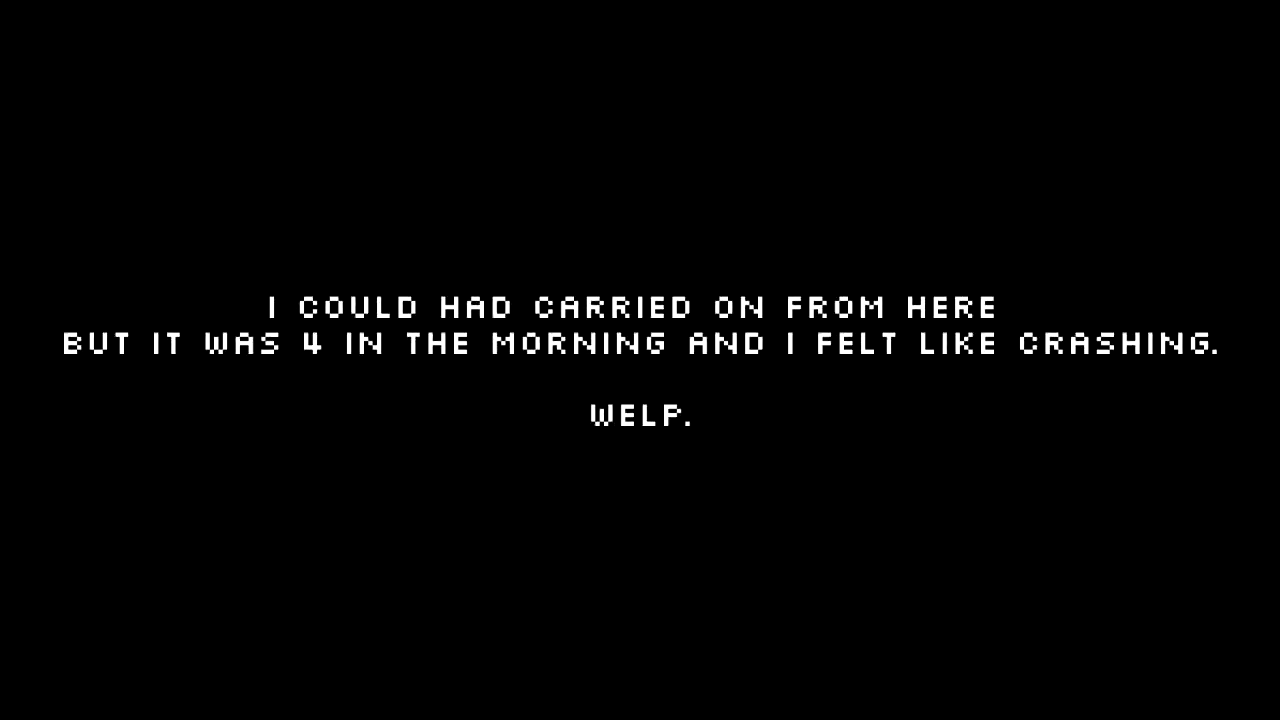 I COULD HAD CARRIED ON FROM HERE
BUT IT WAS 4 IN THE MORNING AND I FELT LIKE CRASHING.
WELP.